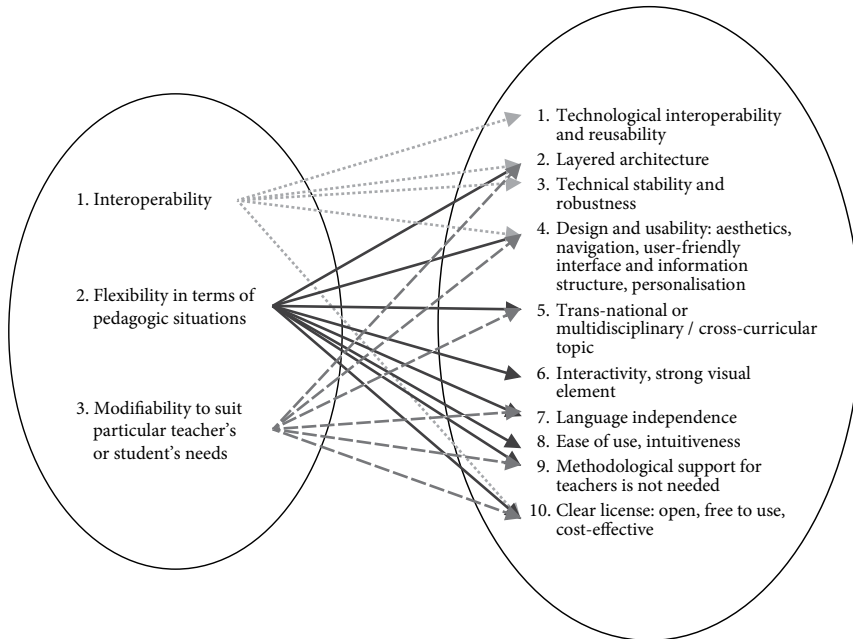 1. Interoperability
2. Flexibility in terms of
pedagogic situations
3. Modifiability to suit
particular teacher's
or student's needs
1. Technological interoperability
and reusability
2. Layered architecture
3. Technical stability and
robustness
4. Design and usability: aesthetics,
navigation, user-friendly
interface and information
structure, personalisation
5. Trans-national or
multidisciplinary / cross-curricular
topic
6. Interactivity, strong visual
element
7. Language independence
8. Ease of use, intuitiveness
9. Methodological support for
teachers is not needed
10. Clear license: open, free to use,
cost-effective